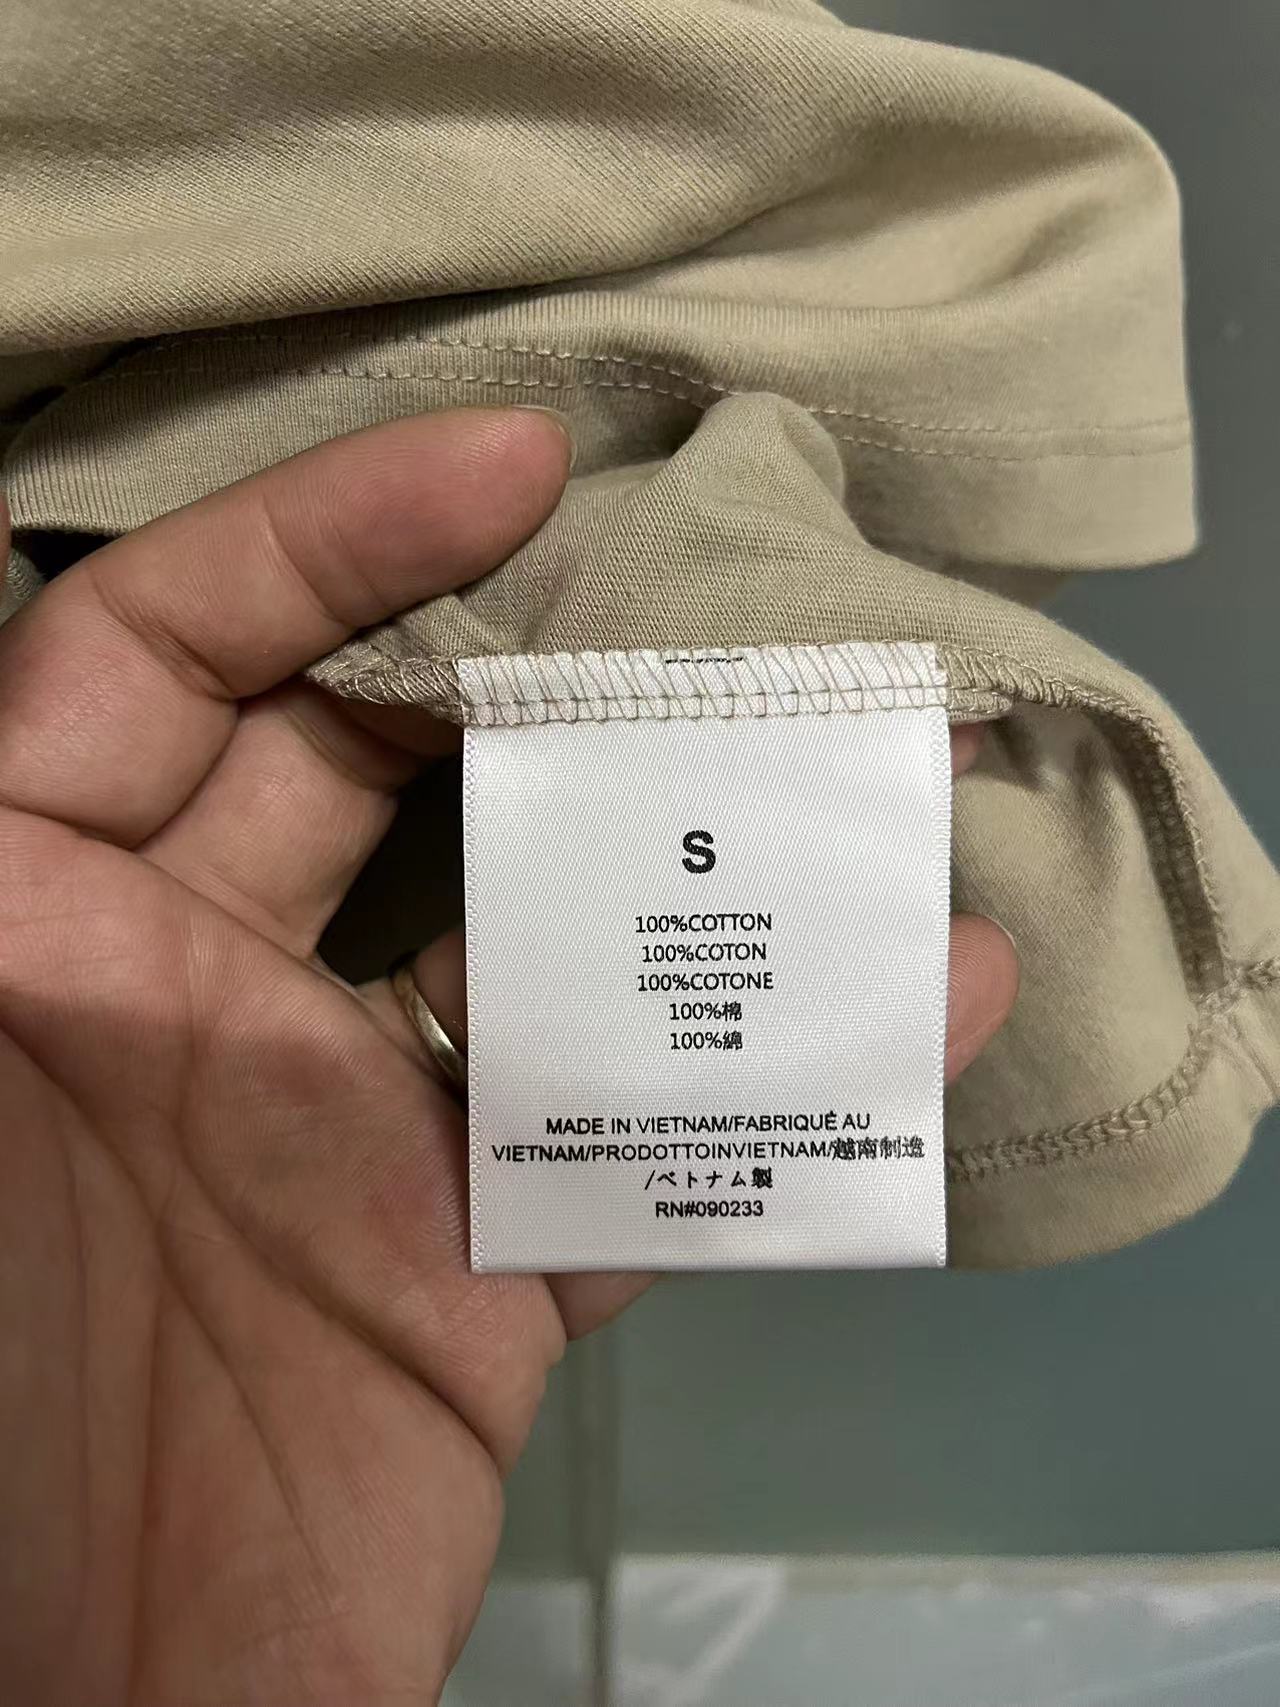 S
100%COTTON
100%COTON
100%COTONE
100%棉
100%綿
MADE IN VIETNAM/FABRIQUÉ AU
VIETNAM/PRODOTTOINVIETNAM/越南制造
/ベトナム製
RN#090233